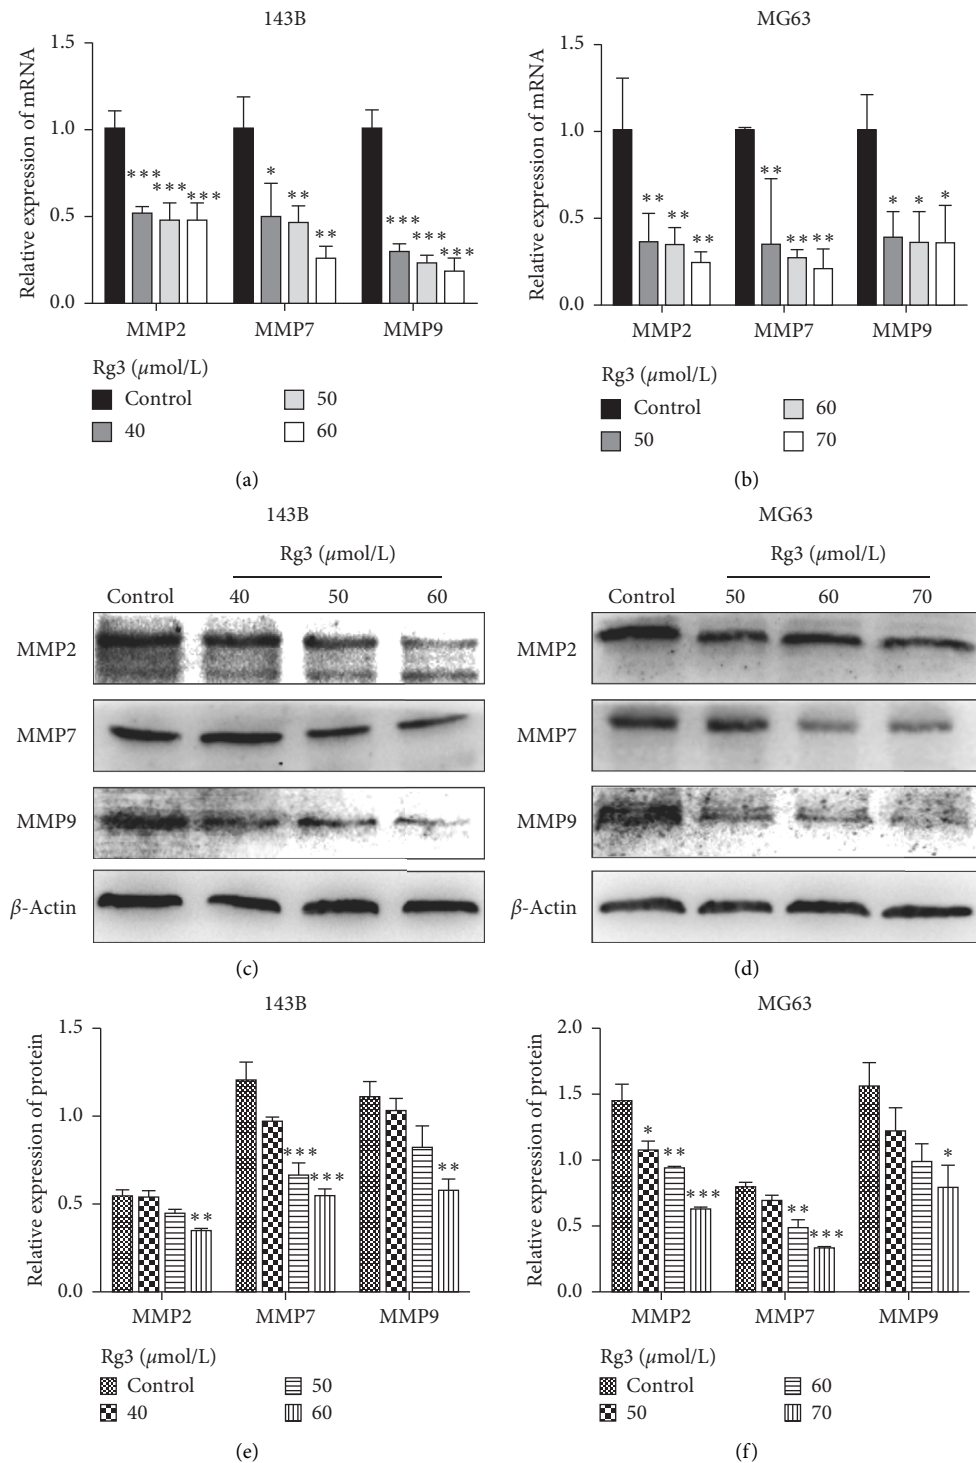 143B
Relative expression of mRNA
1.5
1.0
0.5
0.0
*** *** ***
* ** **
*** *** ***
MMP2 MMP7 MMP9
Rg3 (μmol/L)
Control 50
40 60
(a)
MG63
Relative expression of mRNA
1.5
1.0
0.5
0.0
** ** **
** ** **
* * *
MMP2 MMP7 MMP9
Rg3 (μmol/L)
Control 60
50 70
(b)
143B
Rg3 (μmol/L)
Control 40 50 60
MMP2
MMP7
MMP9
β-Actin
(c)
MG63
Rg3 (μmol/L)
Control 50 60 70
MMP2
MMP7
MMP9
β-Actin
(d)
143B
Relative expression of protein
1.5
1.0
0.5
0.0
**
*** ***
**
MMP2 MMP7 MMP9
Rg3 (μmol/L)
Control 50
40 60
(e)
MG63
Relative expression of protein
2.0
1.5
1.0
0.5
0.0
* ** ***
** ***
*
MMP2 MMP7 MMP9
Rg3 (μmol/L)
Control 60
50 70
(f)